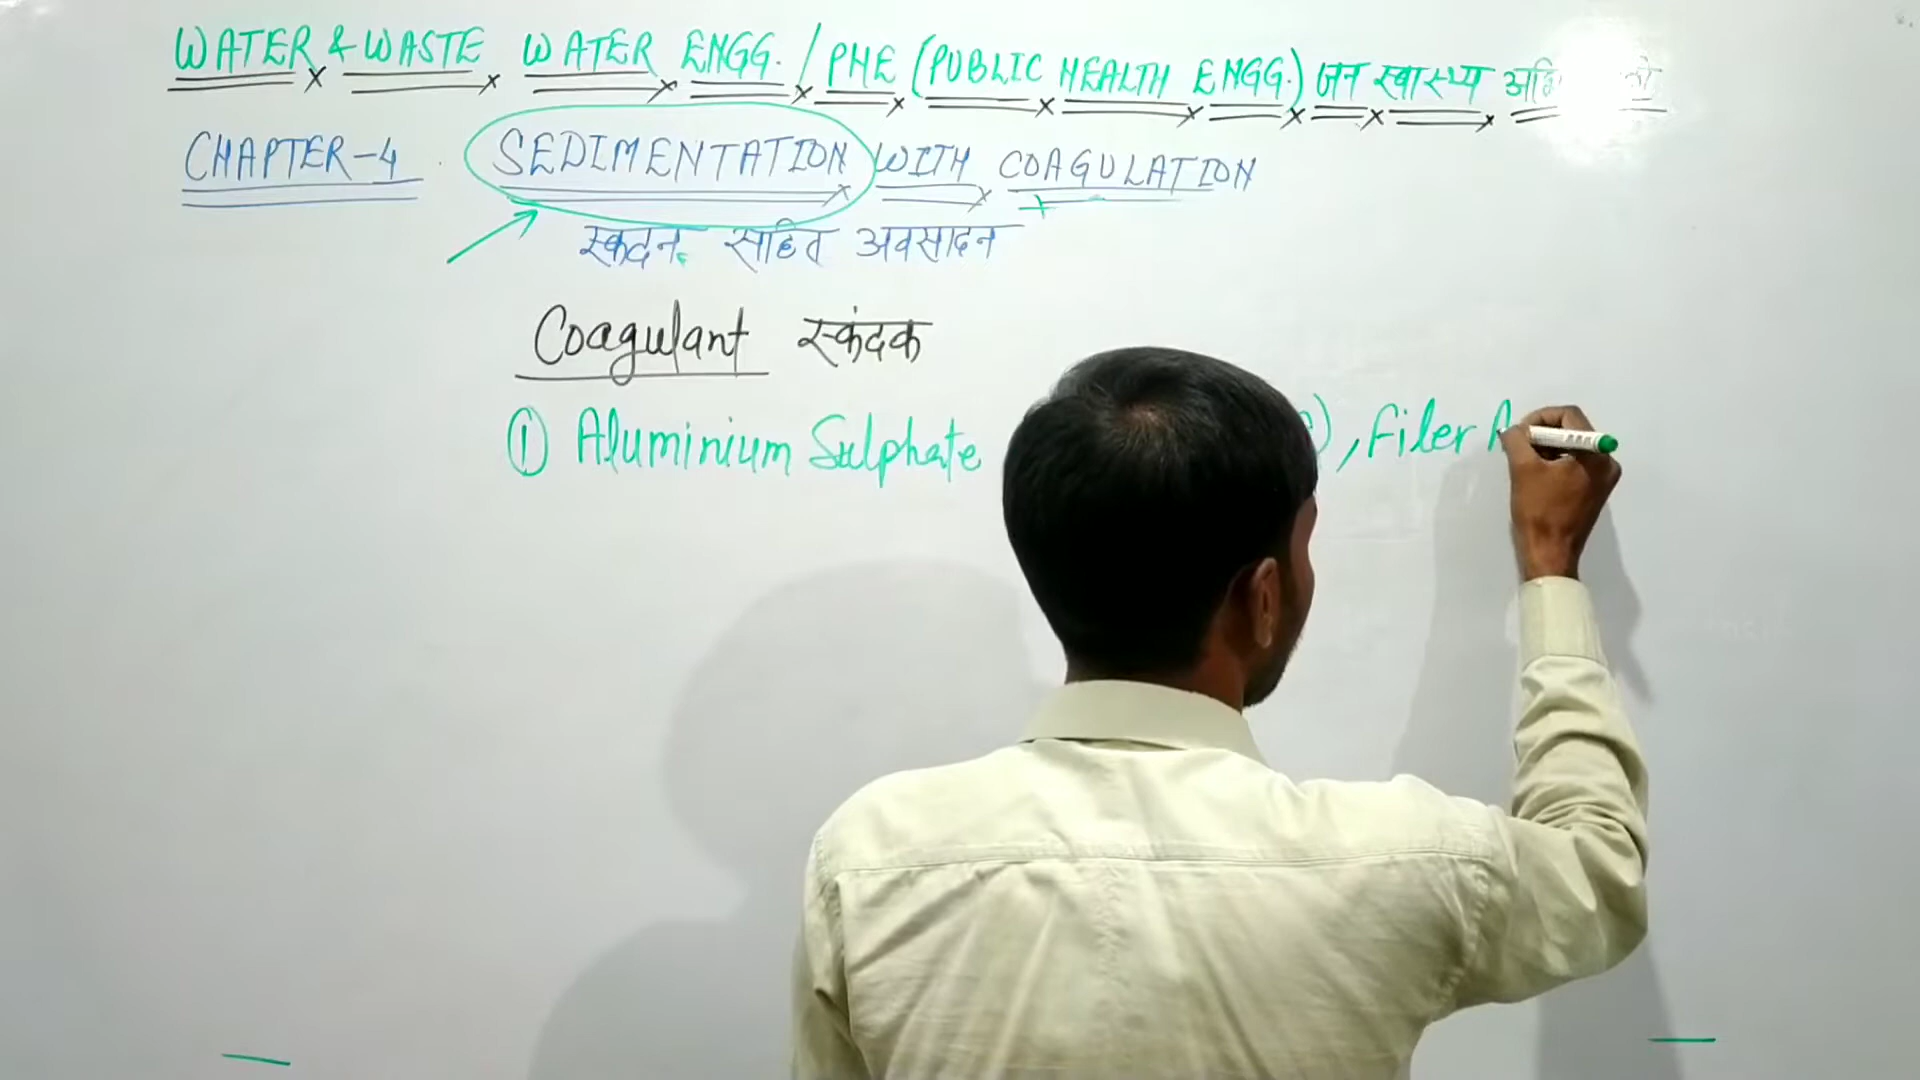 WATER & WASTE WATER ENGG. / PHE (PUBLIC HEALTH ENGG.) जन स्वास्थ्य
CHAPTER-4 SEDIMENTATION WITH COAGULATION
स्कंदन सहित अवसादन
Coagulant स्कंदक
① Aluminium Sulphate ), Filer A